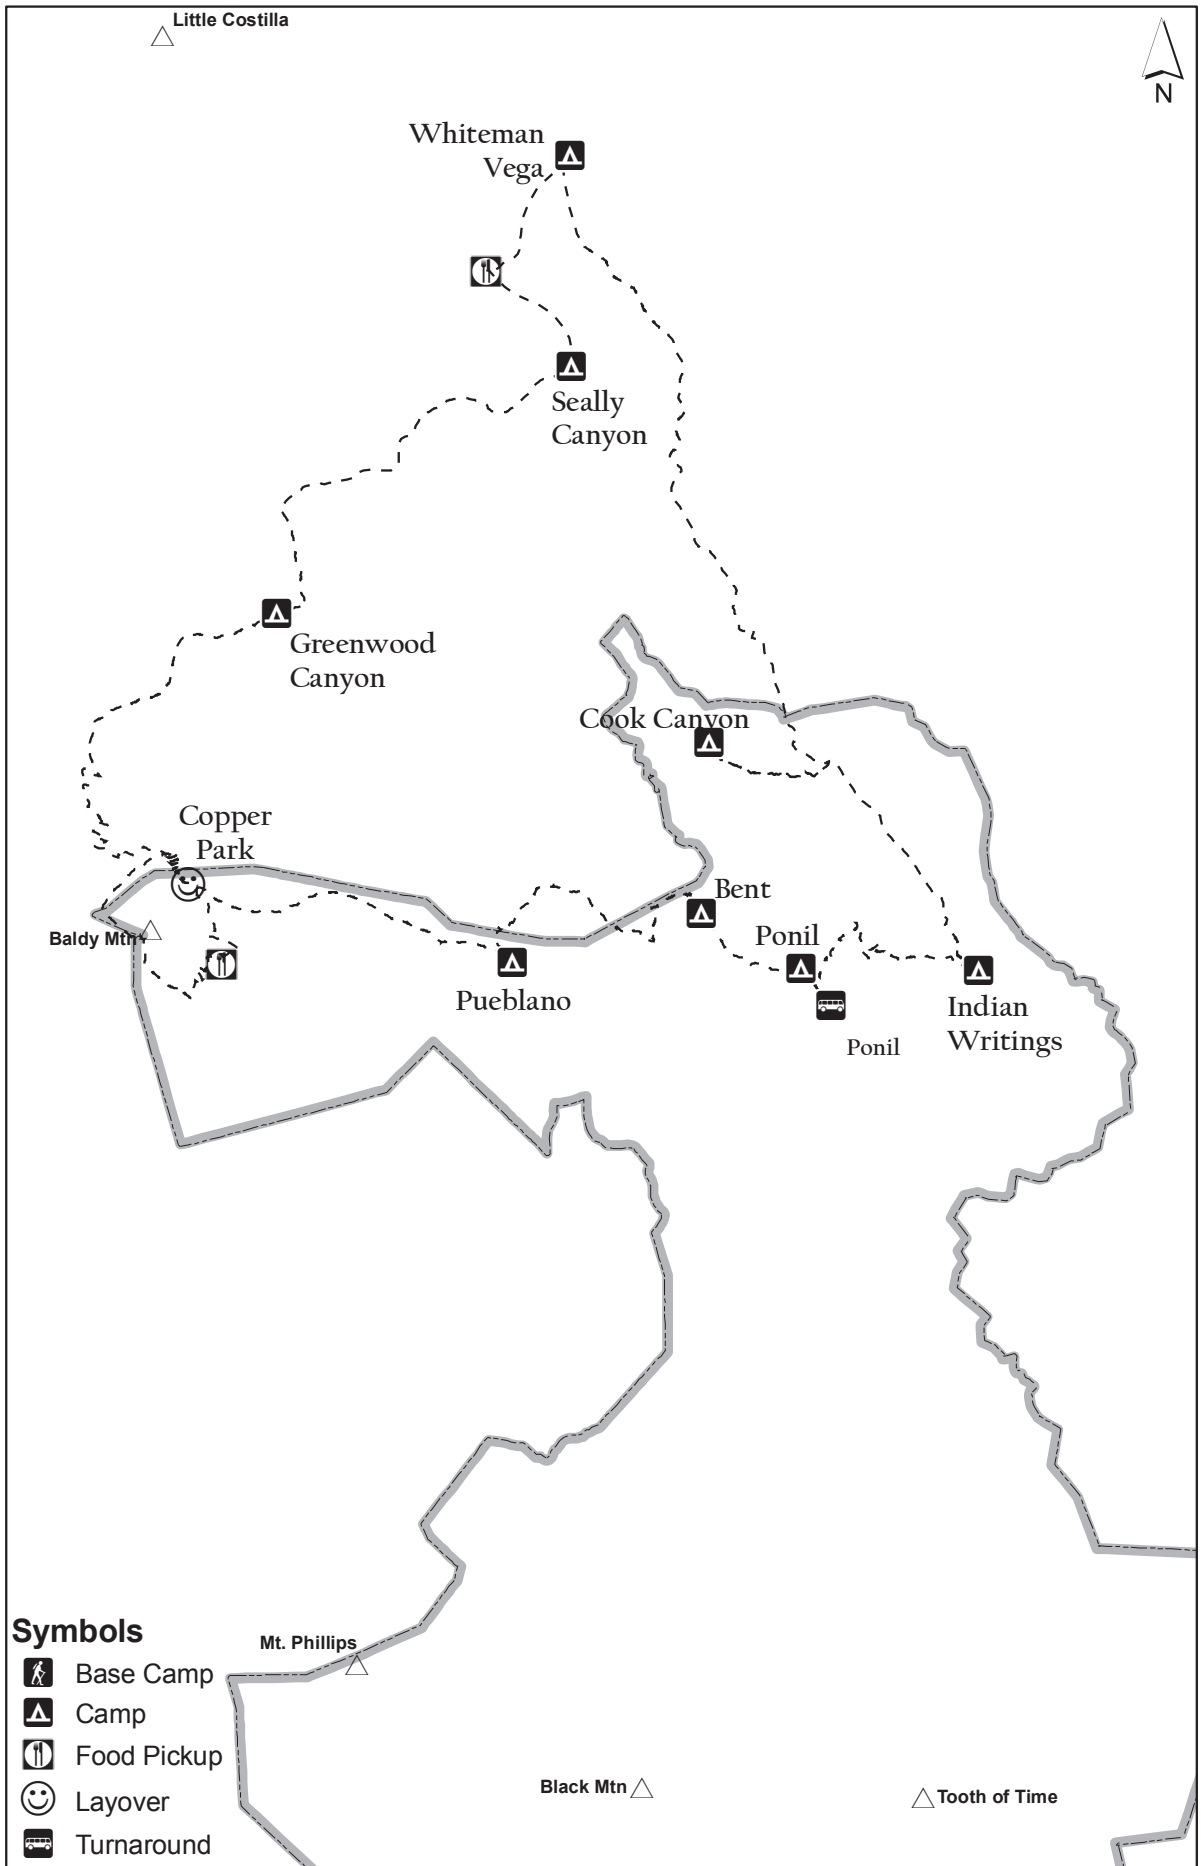 Little Costilla
N
Whiteman
Vega
Seally
Canyon
Greenwood
Canyon
Cook Canyon
Copper
Park
Bent
Baldy Mtn
Ponil
Pueblano
Indian
Writings
Ponil
Symbols
Base Camp
Camp
Food Pickup
Layover
Turnaround
Mt. Phillips
Black Mtn
Tooth of Time